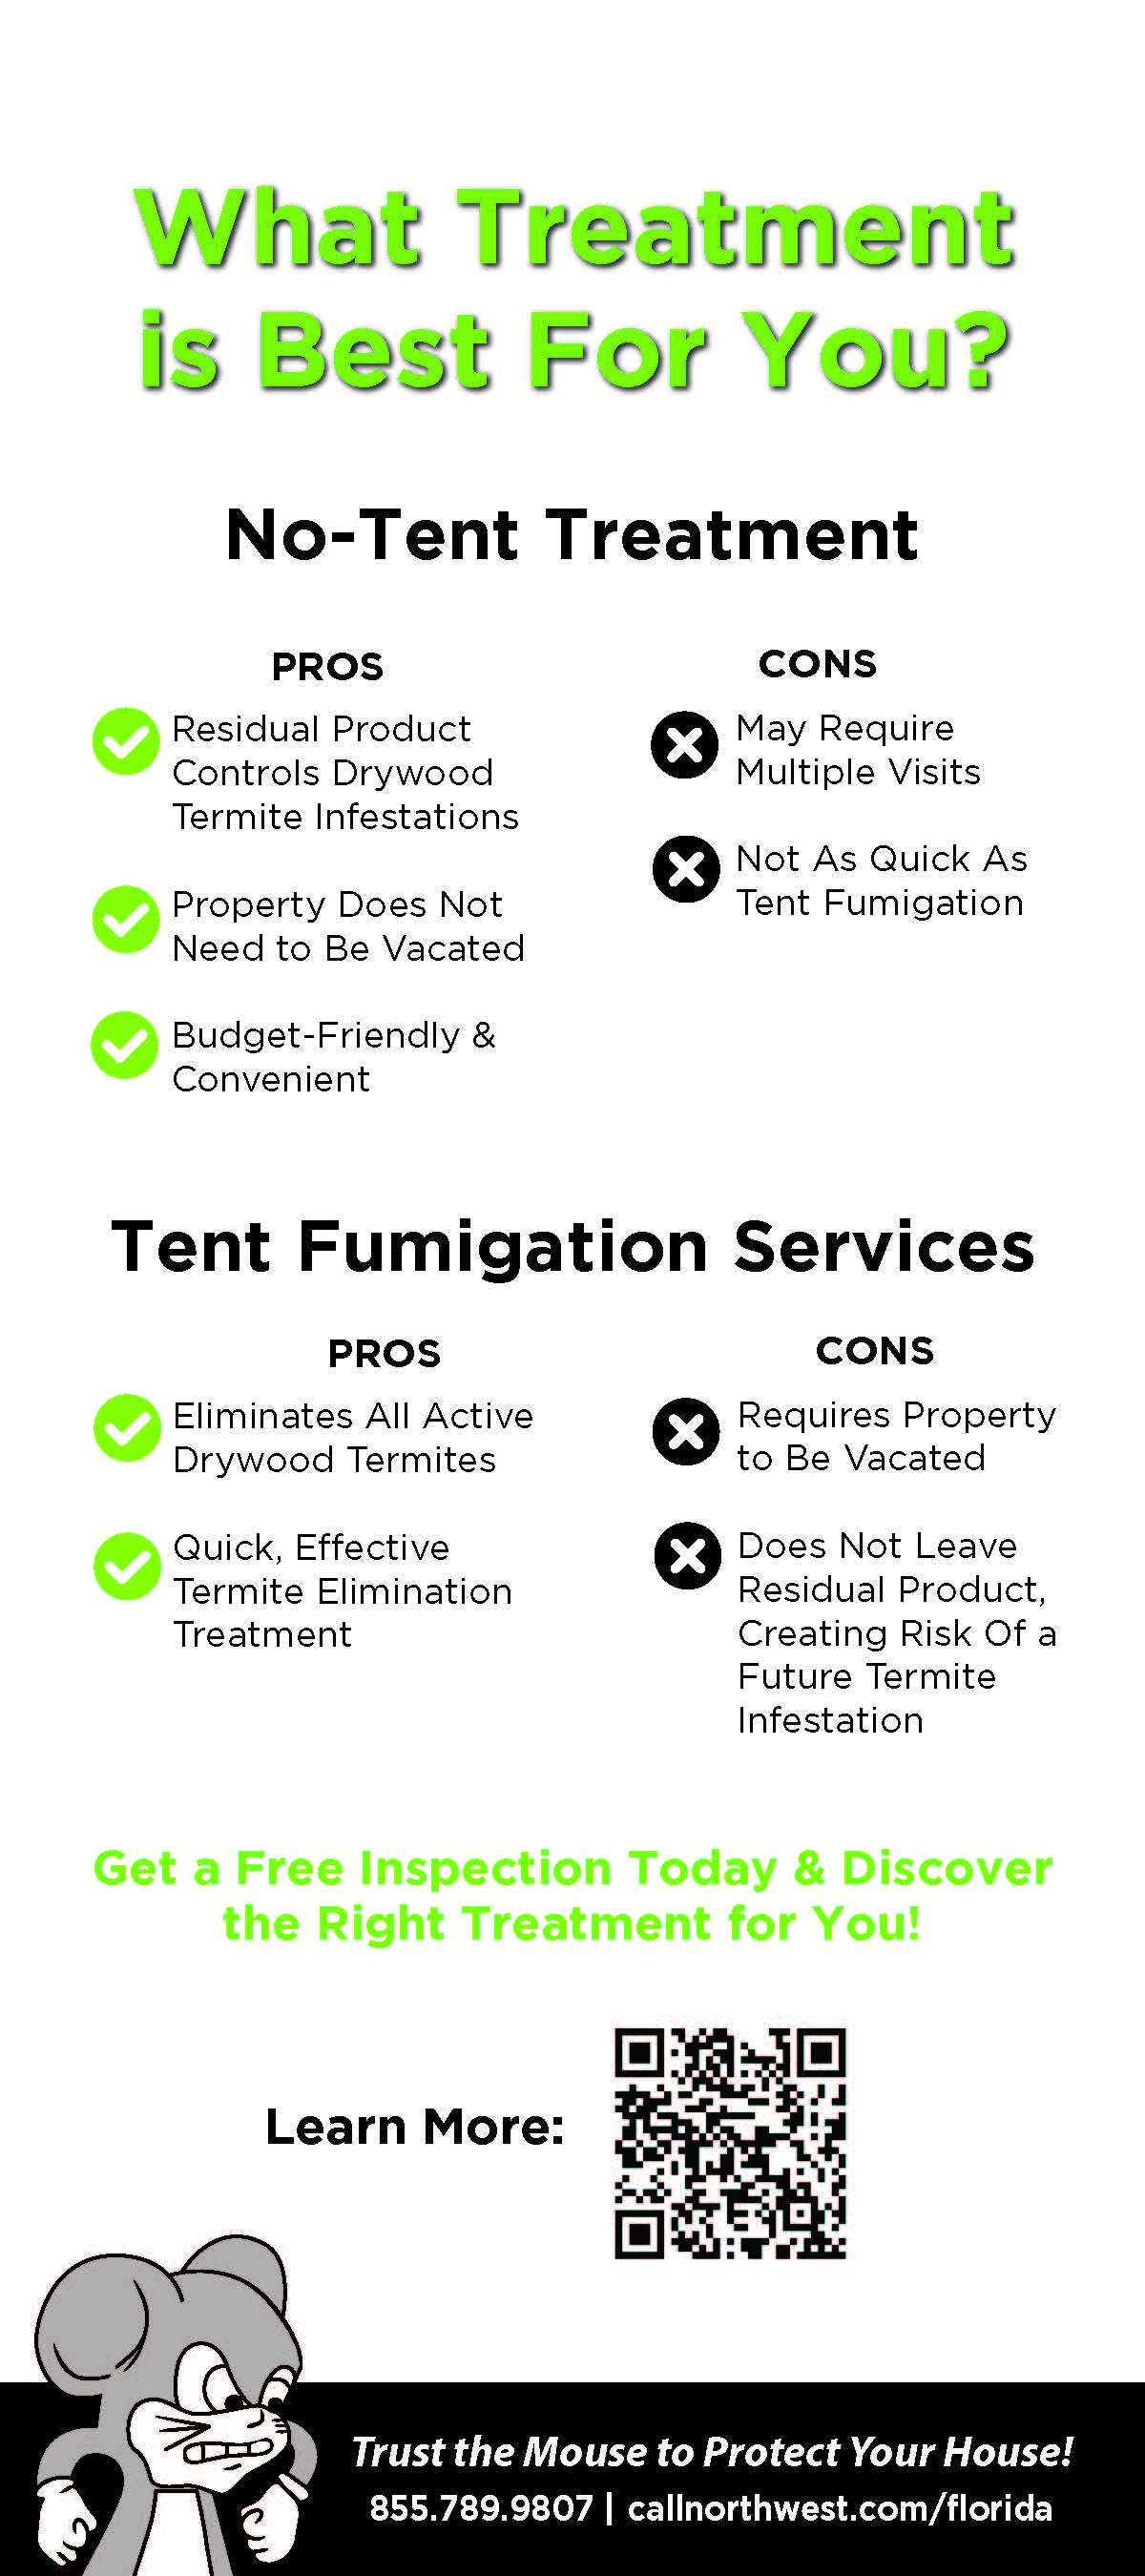 What Treatment
is Best For You?
No-Tent Treatment
PROS
Residual Product
Controls Drywood
Termite Infestations
Property Does Not
Need to Be Vacated
Budget-Friendly &
Convenient
CONS
May Require
Multiple Visits
Not As Quick As
Tent Fumigation
Tent Fumigation Services
PROS
Eliminates All Active
Drywood Termites
Quick, Effective
Termite Elimination
Treatment
CONS
Requires Property
to Be Vacated
Does Not Leave
Residual Product,
Creating Risk Of a
Future Termite
Infestation
Get a Free Inspection Today & Discover
the Right Treatment for You!
Learn More:
Trust the Mouse to Protect Your House!
855.789.9807 | callnorthwest.com/florida